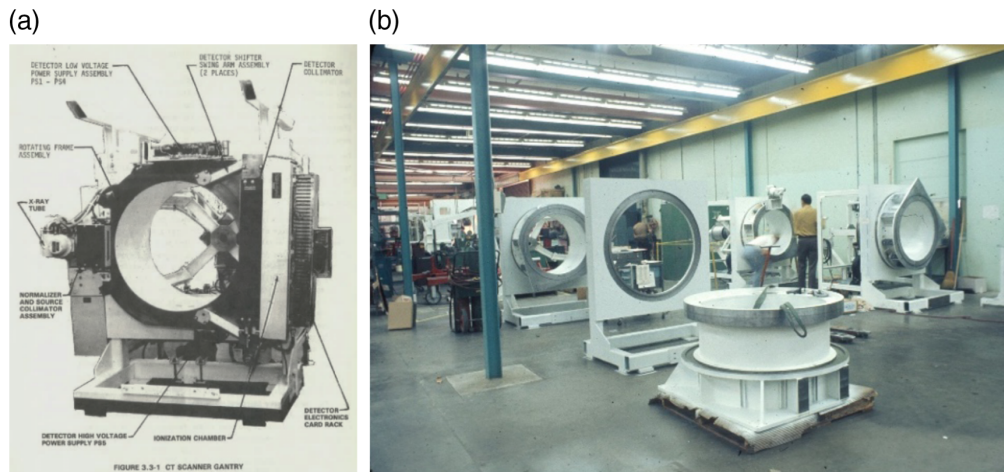 (a)
(b)
DETECTOR LOW VOLTAGE
POWER SUPPLY ASSEMBLY
PS1 - PS4
DETECTOR SHIFTER
SWING ARM ASSEMBLY
(2 PLACES)
DETECTOR
COLLIMATOR
ROTATING FRAME
ASSEMBLY
X-RAY
TUBE
NORMALIZER
AND SOURCE
COLLIMATOR
ASSEMBLY
DETECTOR
ELECTRONICS
CARD RACK
DETECTOR HIGH VOLTAGE
POWER SUPPLY PS5
IONIZATION CHAMBER
FIGURE 3.3-1 CT SCANNER GANTRY